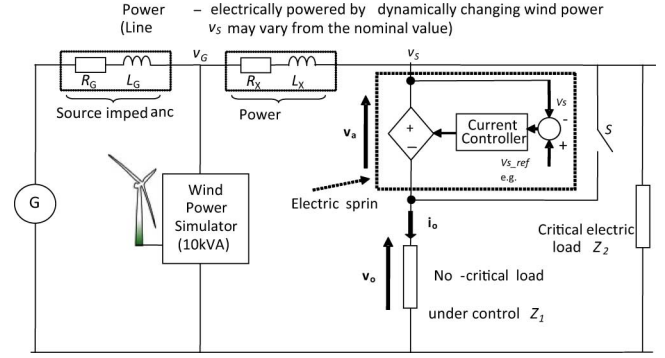 Power – electrically powered by dynamically changing wind power
(Line vS may vary from the nominal value)
vG
vS
RG LG
RX LX
Source imped anc
Power
va
+
–
Current
Controller
vs
-
+
Vs_ref
e.g.
S
Electric sprin
G
Wind
Power
Simulator
(10kVA)
io
vo
No -critical load
under control Z1
Critical electric
load Z2